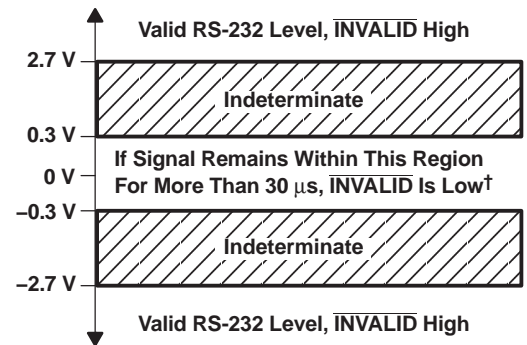 Valid RS-232 Level, INVALID High
2.7 V
Indeterminate
0.3 V
If Signal Remains Within This Region
0 V
For More Than 30 μs, INVALID Is Low†
–0.3 V
Indeterminate
–2.7 V
Valid RS-232 Level, INVALID High